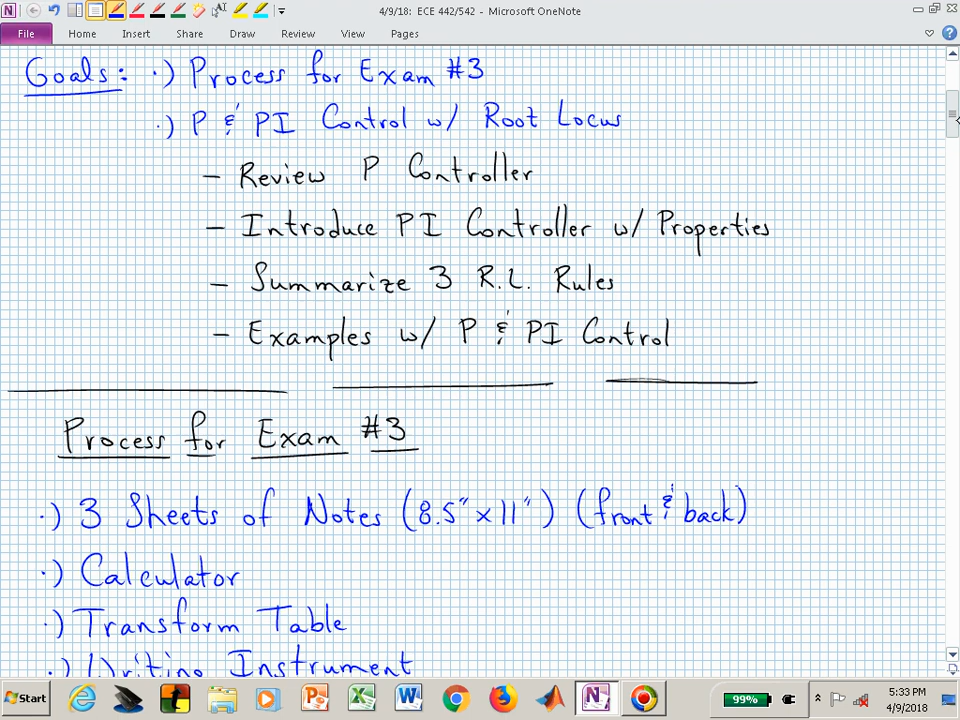 4/9/18: ECE 442/542 - Microsoft OneNote
File Home Insert Share Draw Review View Pages
Goals: ·) Process for Exam #3
·) P & PI Control w/ Root Locus
– Review P Controller
– Introduce PI Controller w/ Properties
– Summarize 3 R.L. Rules
– Examples w/ P & PI Control
Process for Exam #3
·) 3 Sheets of Notes (8.5" x 11") (front & back)
·) Calculator
·) Transform Table
·) Writing Instrument
Start
99%
5:33 PM
4/9/2018